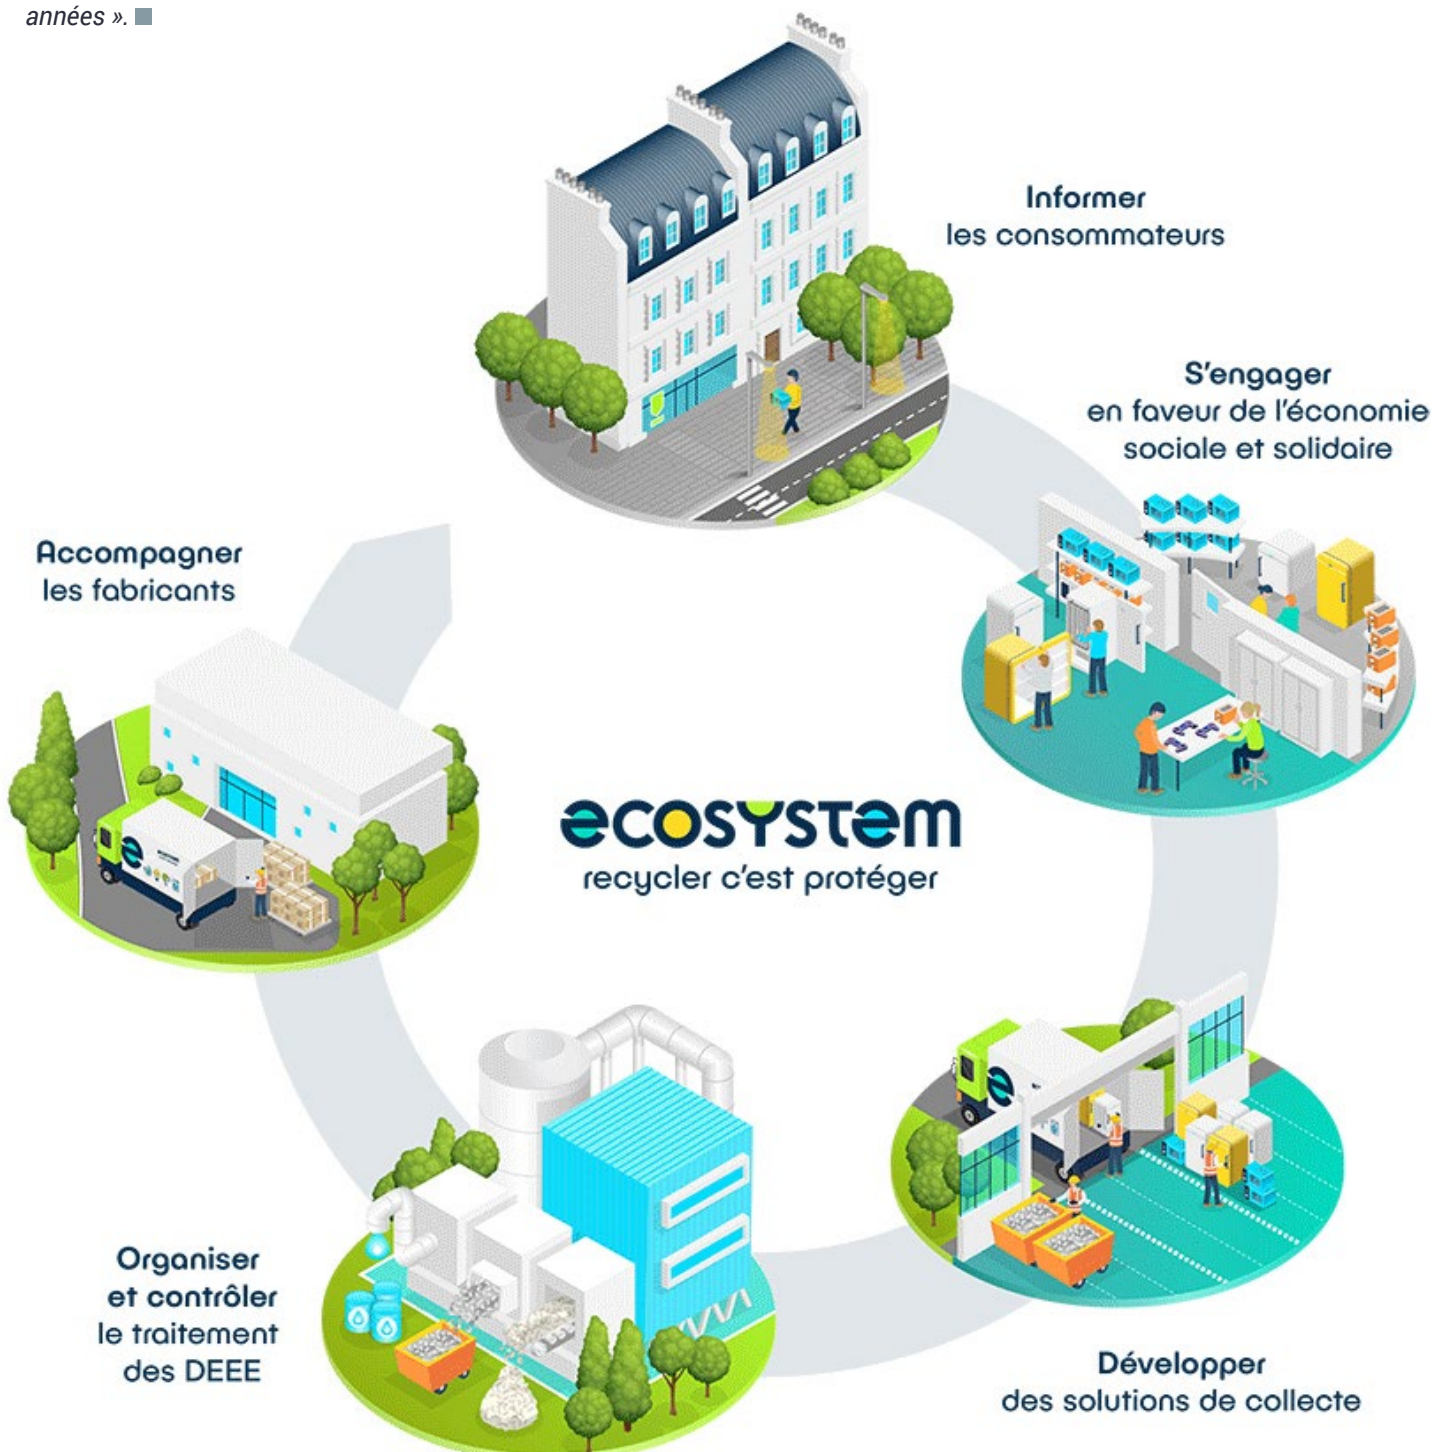 années ».
Informer
les consommateurs
S'engager
en faveur de l'économie
sociale et solidaire
Accompagner
les fabricants
ecosystem
recycler c'est protéger
Organiser
et contrôler
le traitement
des DEEE
Développer
des solutions de collecte